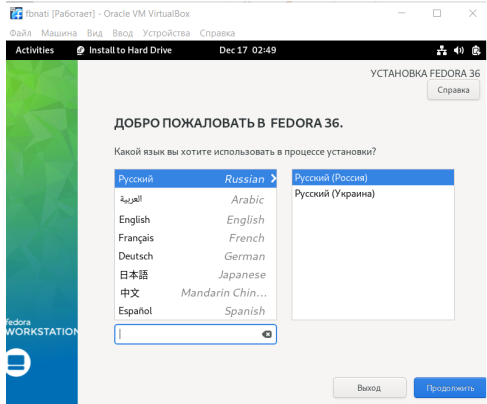 fbnati [Работает] - Oracle VM VirtualBox
Файл Машина Вид Ввод Устройства Справка
Activities Install to Hard Drive Dec 17 02:49
УСТАНОВКА FEDORA 36
Справка
ДОБРО ПОЖАЛОВАТЬ В FEDORA 36.
Какой язык вы хотите использовать в процессе установки?
Русский Russian
العربية Arabic
English English
Français French
Deutsch German
日本語 Japanese
中文 Mandarin Chin...
Español Spanish
Русский (Россия)
Русский (Украина)
fedora
WORKSTATION
Выход Продолжить